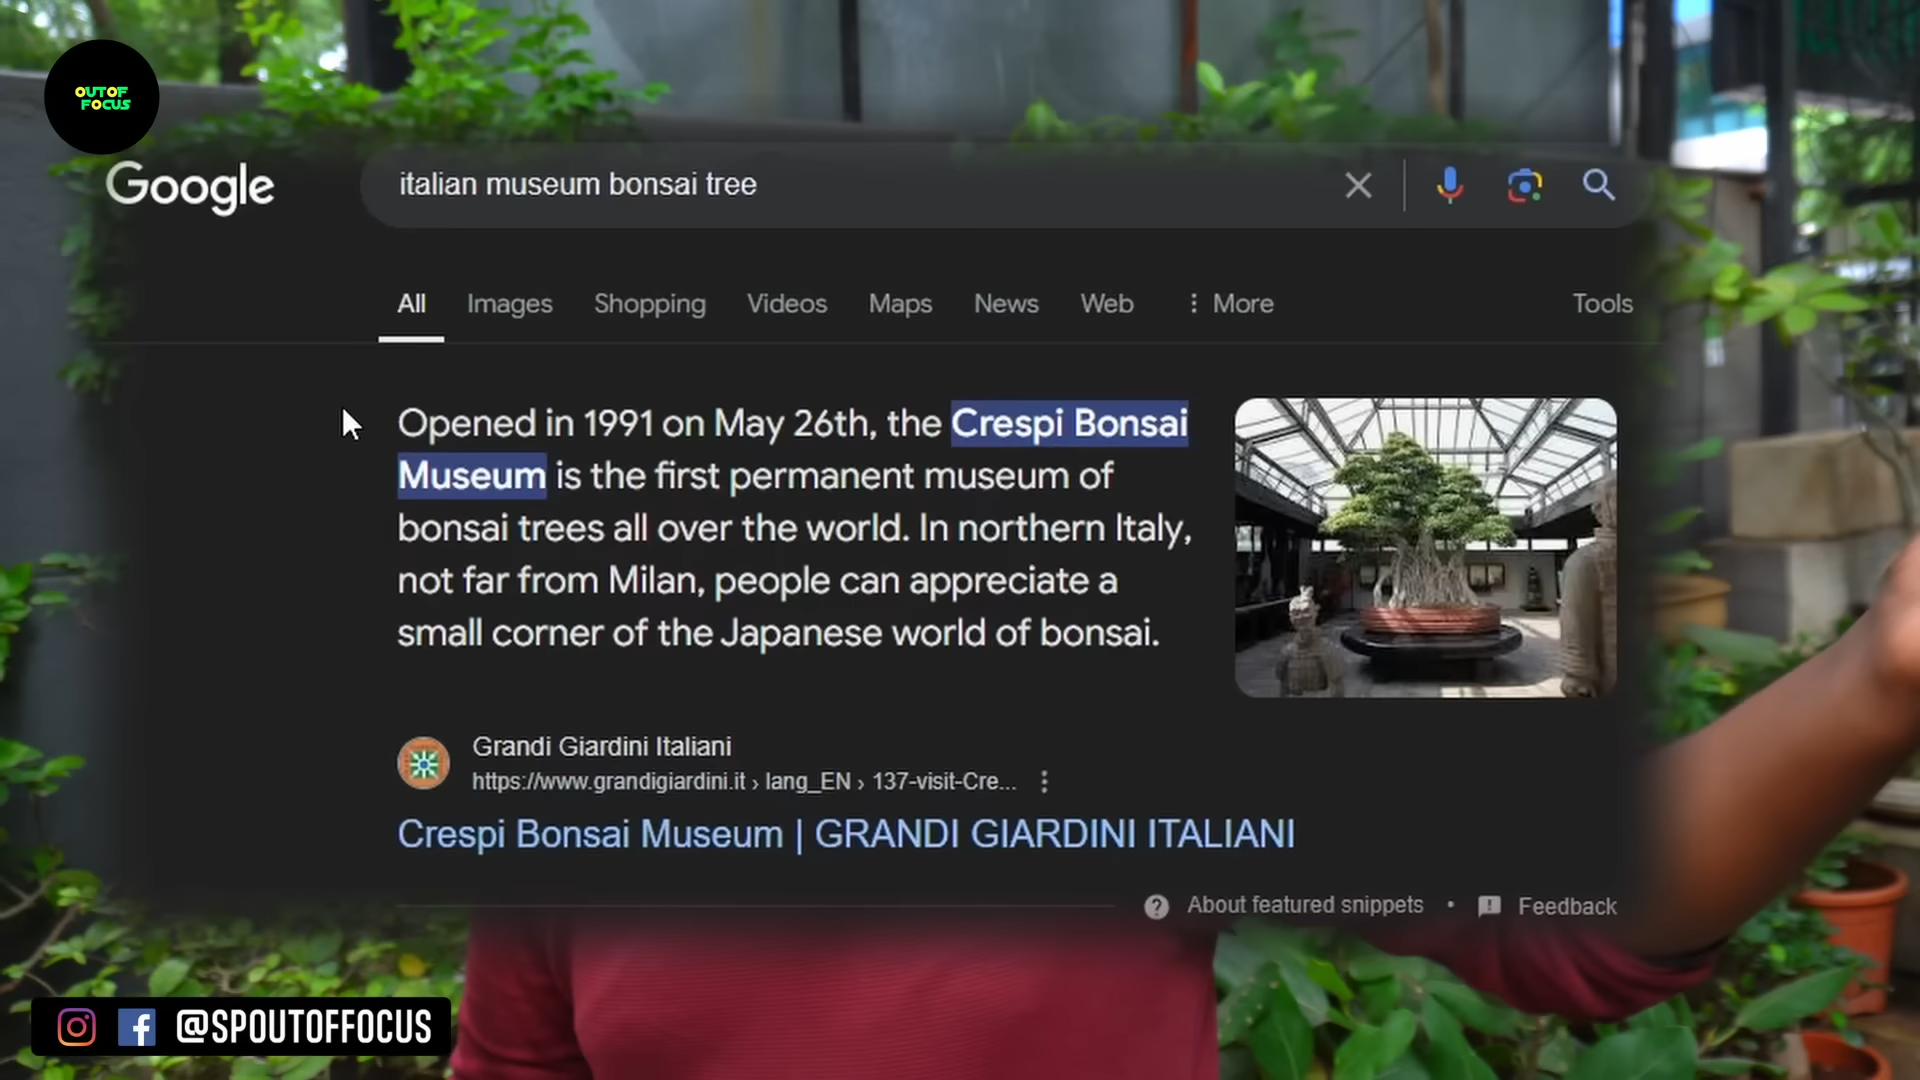 OUTOF
FOCUS
Google
italian museum bonsai tree
All Images Shopping Videos Maps News Web More Tools
Opened in 1991 on May 26th, the Crespi Bonsai
Museum is the first permanent museum of
bonsai trees all over the world. In northern Italy,
not far from Milan, people can appreciate a
small corner of the Japanese world of bonsai.
Grandi Giardini Italiani
https://www.grandigiardini.it › lang_EN › 137-visit-Cre...
Crespi Bonsai Museum | GRANDI GIARDINI ITALIANI
About featured snippets • Feedback
@SPOUTOFFOCUS